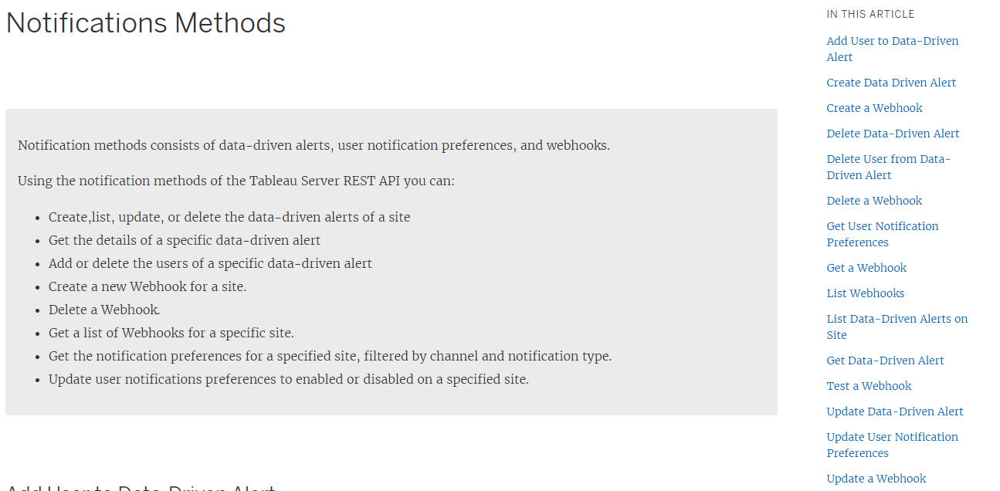 Notifications Methods
Notification methods consists of data-driven alerts, user notification preferences, and webhooks.
Using the notification methods of the Tableau Server REST API you can:
• Create,list, update, or delete the data-driven alerts of a site
• Get the details of a specific data-driven alert
• Add or delete the users of a specific data-driven alert
• Create a new Webhook for a site.
• Delete a Webhook.
• Get a list of Webhooks for a specific site.
• Get the notification preferences for a specified site, filtered by channel and notification type.
• Update user notifications preferences to enabled or disabled on a specified site.
Add User to Data-Driven Alert
IN THIS ARTICLE
Add User to Data-Driven
Alert
Create Data Driven Alert
Create a Webhook
Delete Data-Driven Alert
Delete User from Data-
Driven Alert
Delete a Webhook
Get User Notification
Preferences
Get a Webhook
List Webhooks
List Data-Driven Alerts on
Site
Get Data-Driven Alert
Test a Webhook
Update Data-Driven Alert
Update User Notification
Preferences
Update a Webhook